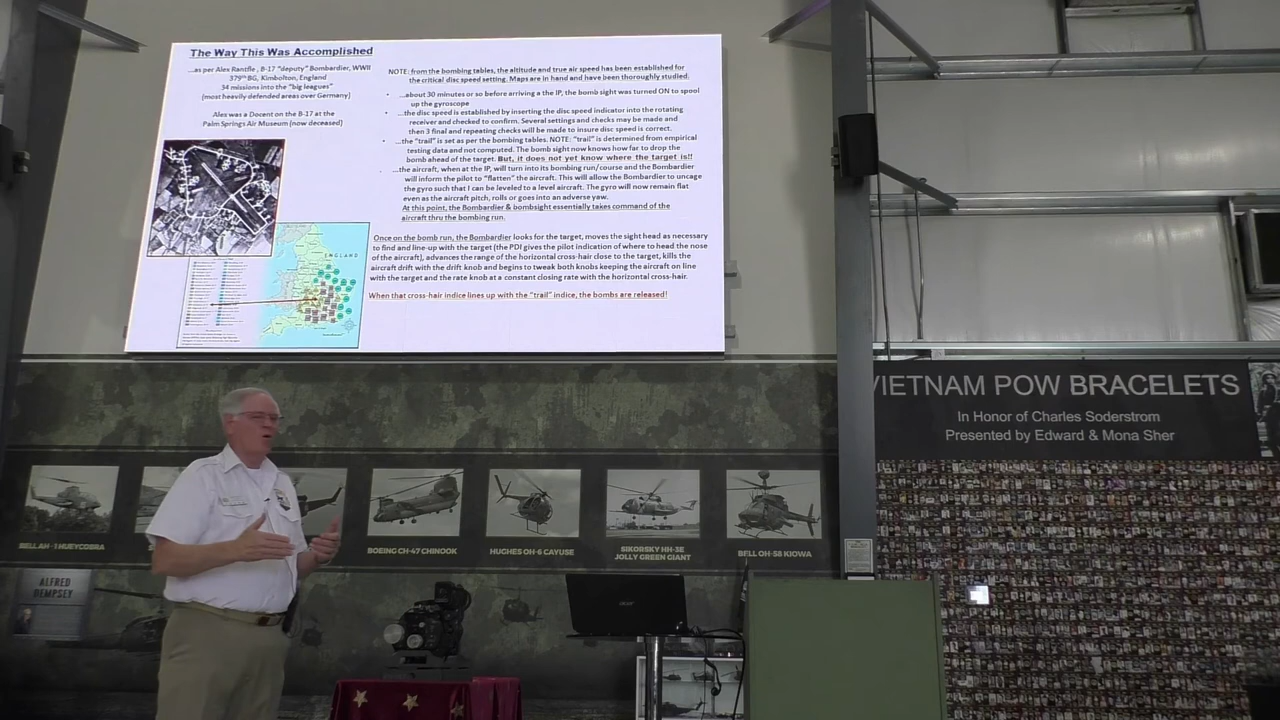 The Way This Was Accomplished
...as per Alex Rantfle, B-17 "deputy" Bombardier, WWII
379th BG, Kimbolton, England
34 missions into the "big leagues"
(most heavily defended areas over Germany)
Alex was a Docent on the B-17 at the
Palm Springs Air Museum (now deceased)
ENGLAND
NOTE: from the bombing tables, the altitude and true air speed has been established for
the critical disc speed setting. Maps are in hand and have been thoroughly studied.
• ...about 30 minutes or so before arriving a the IP, the bomb sight was turned ON to spool
up the gyroscope
• ...the disc speed is established by inserting the disc speed indicator into the rotating
receiver and checked to confirm. Several settings and checks may be made and
then 3 final and repeating checks will be made to insure disc speed is correct.
• ...the "trail" is set as per the bombing tables. NOTE: "trail" is determined from empirical
testing data and not computed. The bomb sight now knows how far to drop the
bomb ahead of the target. But, it does not yet know where the target is!!
. ...the aircraft, when at the IP, will turn into its bombing run/course and the Bombardier
will inform the pilot to "flatten" the aircraft. This will allow the Bombardier to uncage
the gyro such that I can be leveled to a level aircraft. The gyro will now remain flat
even as the aircraft pitch, rolls or goes into an adverse yaw.
At this point, the Bombardier & bombsight essentially takes command of the
aircraft thru the bombing run.
Once on the bomb run, the Bombardier looks for the target, moves the sight head as necessary
to find and line-up with the target (the PDI gives the pilot indication of where to head the nose
of the aircraft), advances the range of the horizontal cross-hair close to the target, kills the
aircraft drift with the drift knob and begins to tweak both knobs keeping the aircraft on line
with the target and the rate knob at a constant closing rate with the horizontal cross-hair.
When the cross-hair indice lines up with the "trail" indice, the bombs are released!
VIETNAM POW BRACELETS
In Honor of Charles Soderstrom
Presented by Edward & Mona Sher
BELL AH-1 HUEYCOBRA
BOEING CH-47 CHINOOK
HUGHES OH-6 CAYUSE
SIKORSKY HH-3E
JOLLY GREEN GIANT
BELL OH-58 KIOWA
ALFRED
DEMPSEY
acer